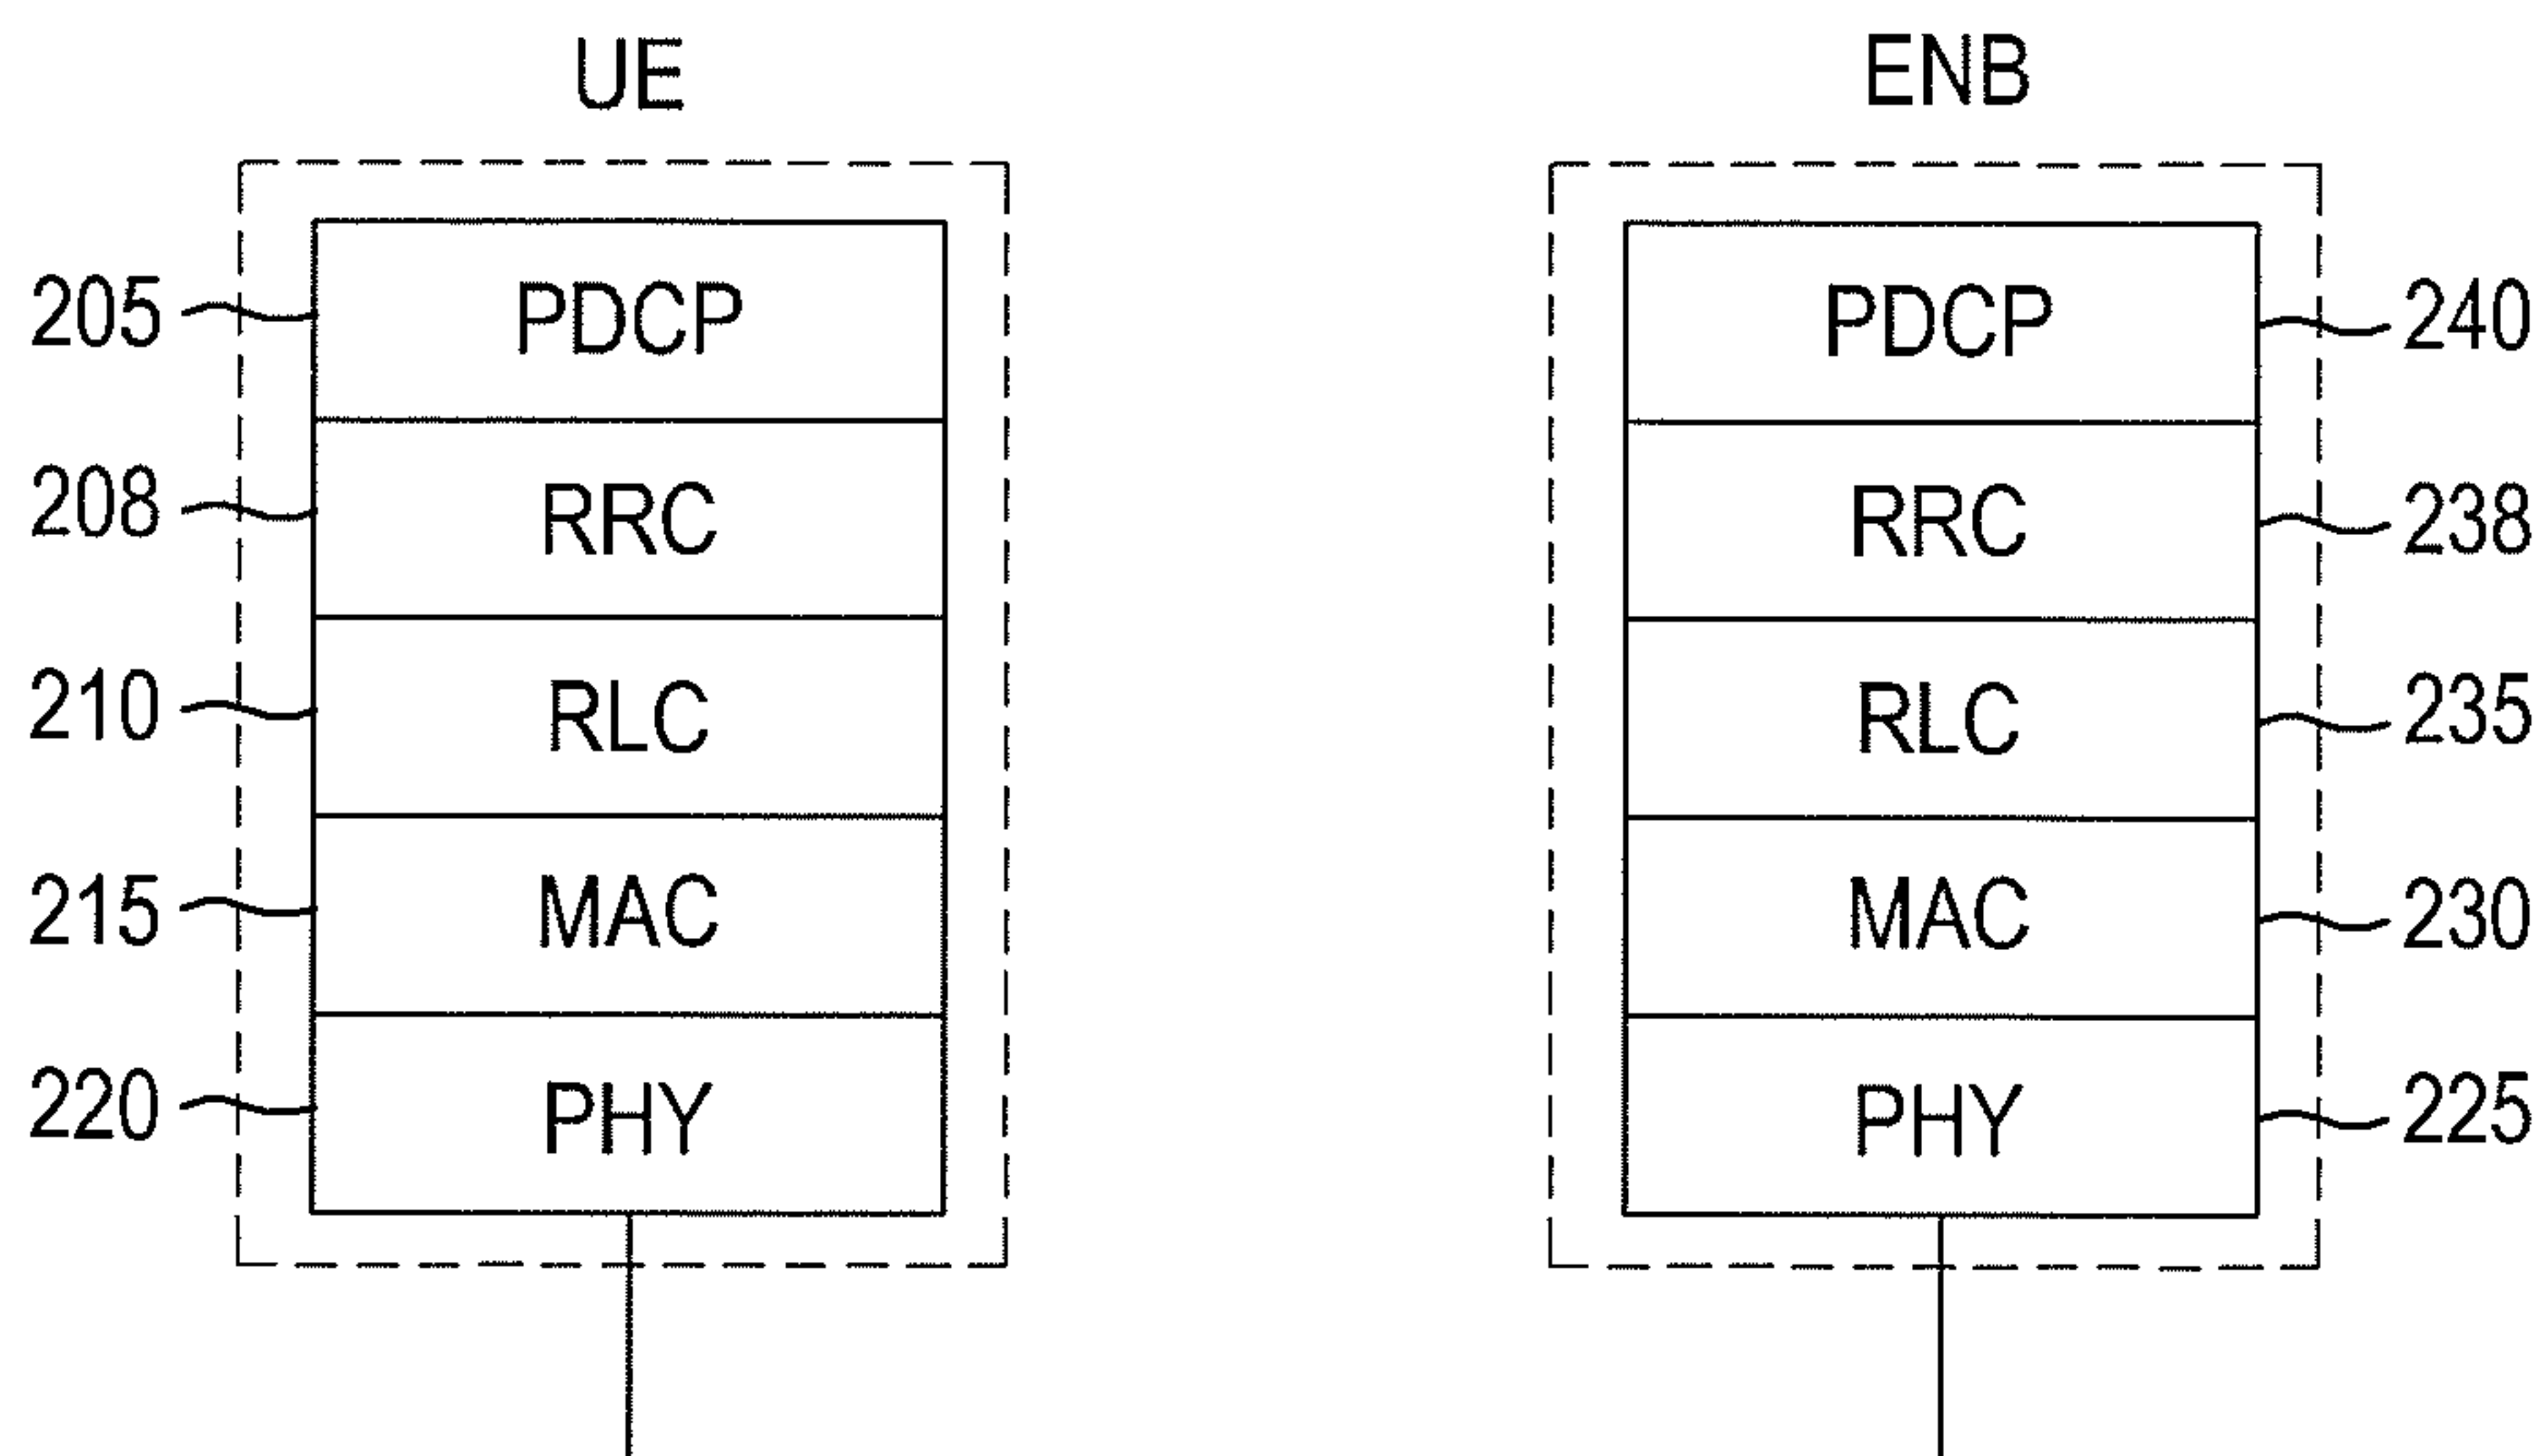 UE ENB
205 PDCP PDCP 240
208 RRC RRC 238
210 RLC RLC 235
215 MAC MAC 230
220 PHY PHY 225